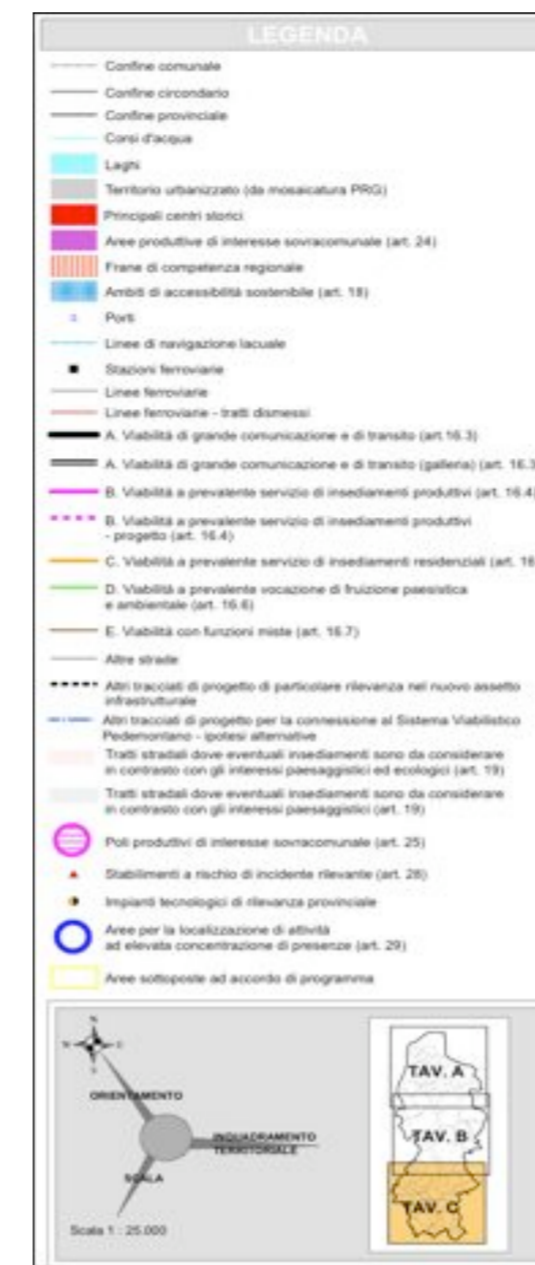 LEGENDA
Confine comunale
Confine circondario
Confine provinciale
Corsi d'acqua
Laghi
Territorio urbanizzato (da mosaicatura PRG)
Principali centri storici
Aree produttive di interesse sovracomunale (art. 24)
Frane di competenza regionale
Ambiti di accessibilità sostenibile (art. 18)
Porti
Linee di navigazione lacuale
Stazioni ferroviarie
Linee ferroviarie
Linee ferroviarie - tratti dismessi
A. Viabilità di grande comunicazione e di transito (art.16.3)
A. Viabilità di grande comunicazione e di transito (galleria) (art. 16.3
B. Viabilità a prevalente servizio di insediamenti produttivi (art. 16.4)
B. Viabilità a prevalente servizio di insediamenti produttivi
- progetto (art. 16.4)
C. Viabilità a prevalente servizio di insediamenti residenziali (art. 16
D. Viabilità a prevalente vocazione di fruizione paesistica
e ambientale (art. 16.6)
E. Viabilità con funzioni miste (art. 16.7)
Altre strade
Altri tracciati di progetto di particolare rilevanza nel nuovo assetto
infrastrutturale
Altri tracciati di progetto per la connessione al Sistema Viabilistico
Pedemontano - ipotesi alternative
Tratti stradali dove eventuali insediamenti sono da considerare
in contrasto con gli interessi paesaggistici ed ecologici (art. 19)
Tratti stradali dove eventuali insediamenti sono da considerare
in contrasto con gli interessi paesaggistici (art. 19)
Poli produttivi di interesse sovracomunale (art. 25)
Stabilimenti a rischio di incidente rilevante (art. 28)
Impianti tecnologici di rilevanza provinciale
Aree per la localizzazione di attività
ad elevata concentrazione di presenze (art. 29)
Aree sottoposte ad accordo di programma
N
ORIENTAMENTO
INQUADRAMENTO
TERRITORIALE
SCALA
Scala 1 : 25.000
TAV. A
TAV. B
TAV. C